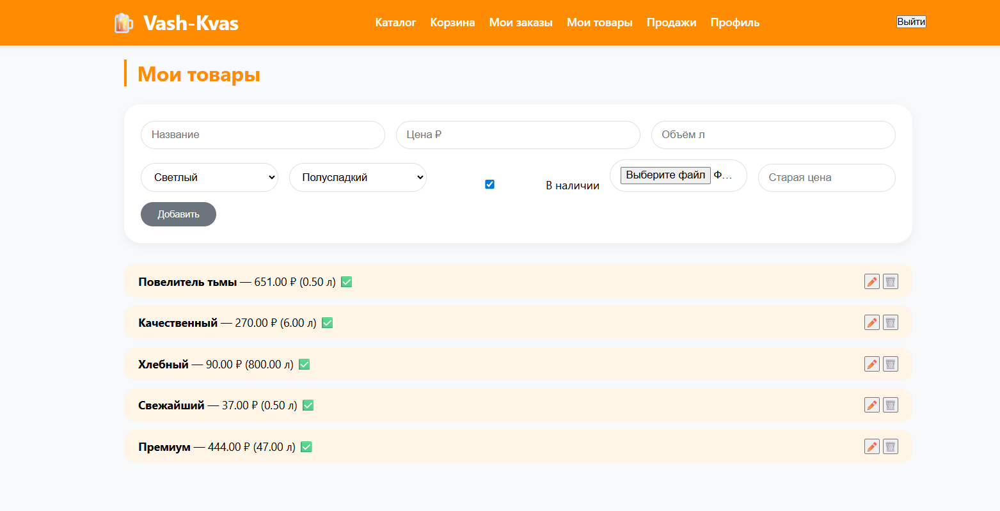 Vash-Kvas
Каталог Корзина Мои заказы Мои товары Продажи Профиль
Выйти
Мои товары
Название
Цена ₽
Объём л
Светлый
Полусладкий
В наличии
Выберите файл Ф...
Старая цена
Добавить
Повелитель тьмы — 651.00 ₽ (0.50 л) ✅
Качественный — 270.00 ₽ (6.00 л) ✅
Хлебный — 90.00 ₽ (800.00 л) ✅
Свежайший — 37.00 ₽ (0.50 л) ✅
Премиум — 444.00 ₽ (47.00 л) ✅